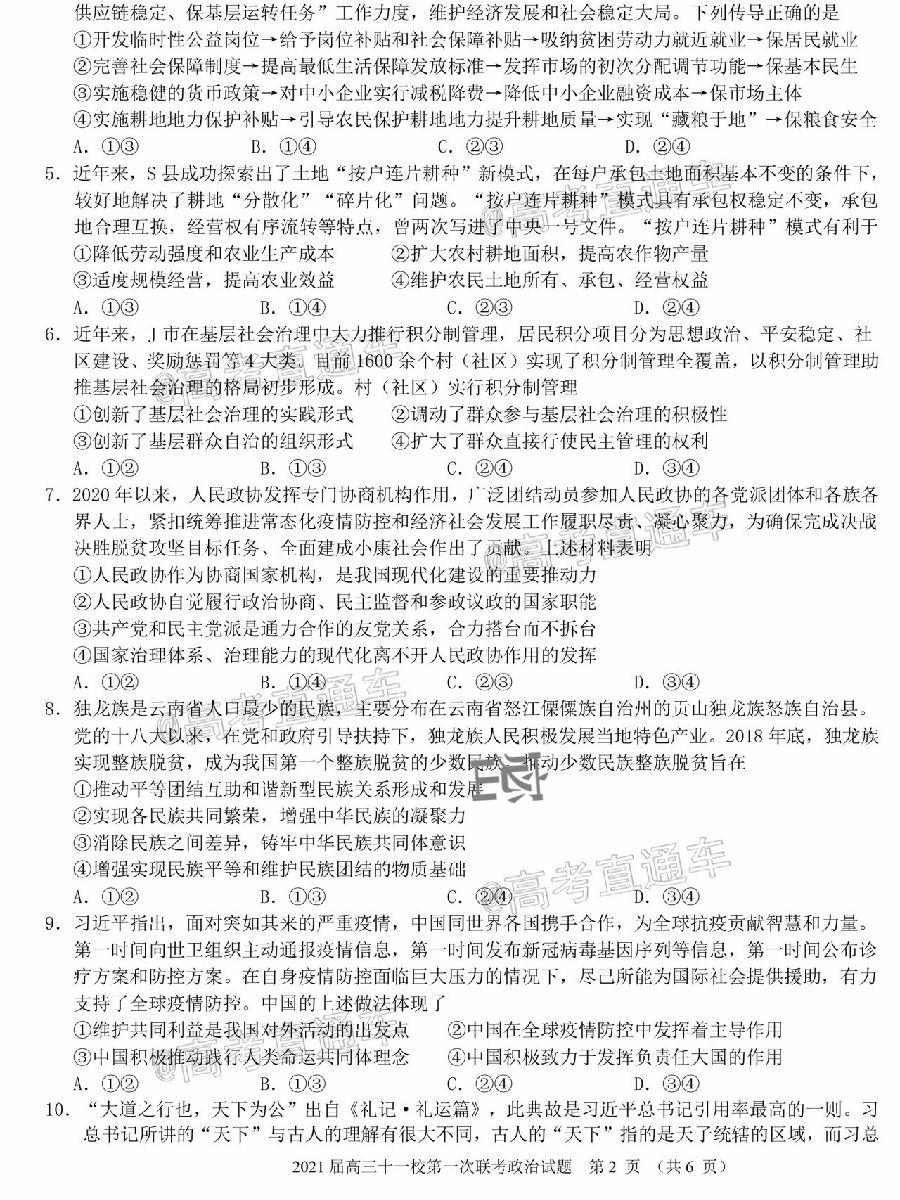 供应链稳定、保基层运转任务”工作力度，维护经济发展和社会稳定大局。下列传导正确的是
①开发临时性公益岗位→给予岗位补贴和社会保障补贴→吸纳贫困劳动力就近就业→保居民就业
②完善社会保障制度→提高最低生活保障发放标准→发挥市场的初次分配调节功能→保基本民生
③实施稳健的货币政策→对中小企业实行减税降费→降低中小企业融资成本→保市场主体
④实施耕地地力保护补贴→引导农民保护耕地地力提升耕地质量→实现“藏粮于地”→保粮食安全
A．①③ B．①④ C．②③ D．②④
5．近年来，S 县成功探索出了土地“按户连片耕种”新模式，在每户承包土地面积基本不变的条件下，
较好地解决了耕地“分散化”“碎片化”问题。“按户连片耕种”模式具有承包权稳定不变，承包
地合理互换，经营权有序流转等特点，曾两次写进了中央一号文件。“按户连片耕种”模式有利于
①降低劳动强度和农业生产成本 ②扩大农村耕地面积，提高农作物产量
③适度规模经营，提高农业效益 ④维护农民土地所有、承包、经营权益
A．①③ B．①④ C．②③ D．②④
6．近年来，J 市在基层社会治理中大力推行积分制管理，居民积分项目分为思想政治、平安稳定、社
区建设、奖励惩罚等 4 大类。目前 1600 余个村（社区）实现了积分制管理全覆盖，以积分制管理助
推基层社会治理的格局初步形成。村（社区）实行积分制管理
①创新了基层社会治理的实践形式 ②调动了群众参与基层社会治理的积极性
③创新了基层群众自治的组织形式 ④扩大了群众直接行使民主管理的权利
A．①② B．①③ C．②④ D．③④
7．2020 年以来，人民政协发挥专门协商机构作用，广泛团结动员参加人民政协的各党派团体和各族各
界人士，紧扣统筹推进常态化疫情防控和经济社会发展工作履职尽责、凝心聚力，为确保完成决战
决胜脱贫攻坚目标任务、全面建成小康社会作出了贡献。上述材料表明
①人民政协作为协商国家机构，是我国现代化建设的重要推动力
②人民政协自觉履行政治协商、民主监督和参政议政的国家职能
③共产党和民主党派是通力合作的友党关系，合力搭台而不拆台
④国家治理体系、治理能力的现代化离不开人民政协作用的发挥
A．①② B．①④ C．②③ D．③④
8．独龙族是云南省人口最少的民族，主要分布在云南省怒江傈僳族自治州的贡山独龙族怒族自治县。
党的十八大以来，在党和政府引导扶持下，独龙族人民积极发展当地特色产业。2018 年底，独龙族
实现整族脱贫，成为我国第一个整族脱贫的少数民族。推动少数民族整族脱贫旨在
①推动平等团结互助和谐新型民族关系形成和发展
②实现各民族共同繁荣，增强中华民族的凝聚力
③消除民族之间差异，铸牢中华民族共同体意识
④增强实现民族平等和维护民族团结的物质基础
A．①② B．①③ C．②④ D．③④
9．习近平指出，面对突如其来的严重疫情，中国同世界各国携手合作，为全球抗疫贡献智慧和力量。
第一时间向世卫组织主动通报疫情信息，第一时间发布新冠病毒基因序列等信息，第一时间公布诊
疗方案和防控方案。在自身疫情防控面临巨大压力的情况下，尽己所能为国际社会提供援助，有力
支持了全球疫情防控。中国的上述做法体现了
①维护共同利益是我国对外活动的出发点 ②中国在全球疫情防控中发挥着主导作用
③中国积极推动践行人类命运共同体理念 ④中国积极致力于发挥负责任大国的作用
A．①② B．①③ C．②④ D．③④
10．“大道之行也，天下为公”出自《礼记·礼运篇》，此典故是习近平总书记引用率最高的一则。习
总书记所讲的“天下”与古人的理解有很大不同，古人的“天下”指的是天子统辖的区域，而习总
2021 届高三十一校第一次联考政治试题 第 2 页 （共 6 页）
@高考直通车
@高考直通车
@高考直通车
@高考直通车
@高考直通车
@高考直通车